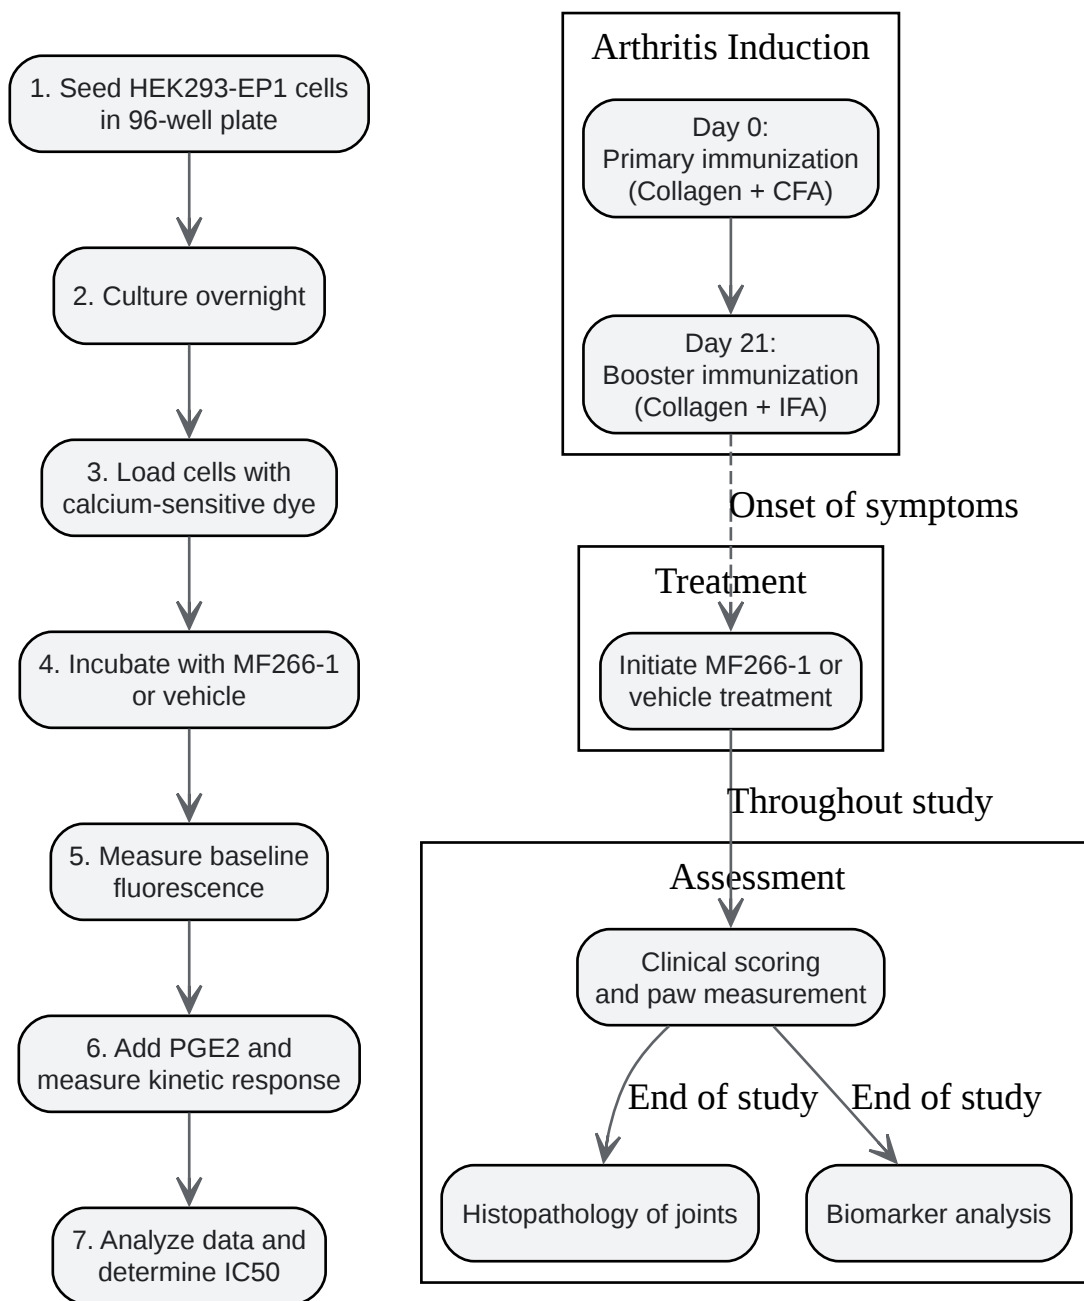 1. Seed HEK293-EP1 cells
in 96-well plate
2. Culture overnight
3. Load cells with
calcium-sensitive dye
4. Incubate with MF266-1
or vehicle
5. Measure baseline
fluorescence
6. Add PGE2 and
measure kinetic response
7. Analyze data and
determine IC50
Arthritis Induction
Day 0:
Primary immunization
(Collagen + CFA)
Day 21:
Booster immunization
(Collagen + IFA)
Onset of symptoms
Treatment
Initiate MF266-1 or
vehicle treatment
Throughout study
Assessment
Clinical scoring
and paw measurement
End of study
End of study
Histopathology of joints
Biomarker analysis